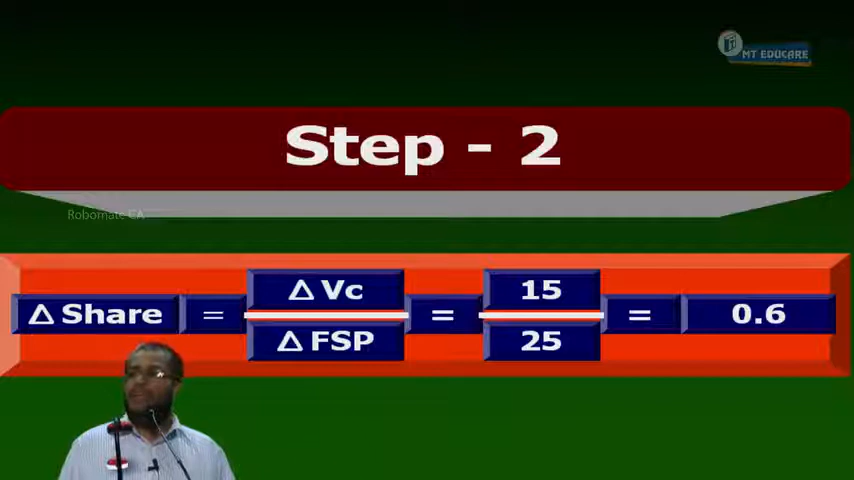 MT EDUCARE
Step - 2
Robomate CA
Δ Share = Δ Vc / Δ FSP = 15 / 25 = 0.6